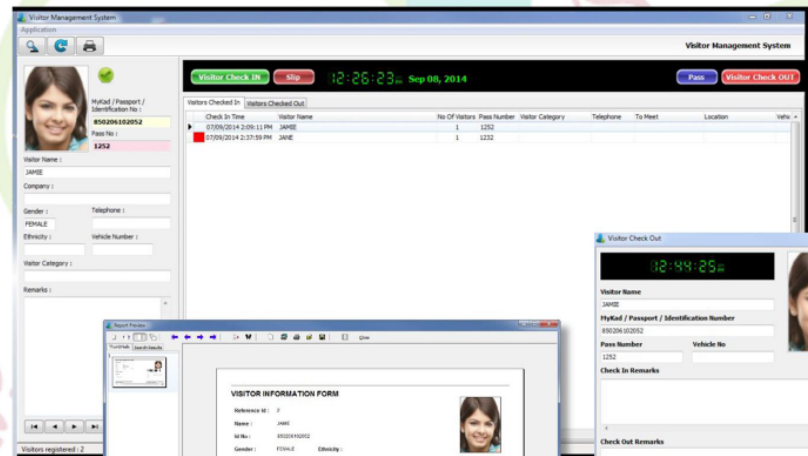 Visitor Management System
Application
Visitor Management System
MyKad / Passport /
Identification No :
850206102052
Pass No :
1252
Visitor Name :
JAMIE
Company :
Gender :
Telephone :
FEMALE
Ethnicity :
Vehicle Number :
Visitor Category :
Remarks :
Visitors registered : 2
Visitor Check IN
Slip
12:26:23
Sep 08, 2014
Pass
Visitor Check OUT
Visitors Checked In
Visitors Checked Out
Check In Time Visitor Name No Of Visitors Pass Number Visitor Category Telephone To Meet Location Vehic
07/09/2014 2:09:11 PM JAMIE 1 1252
07/09/2014 2:37:59 PM JANE 1 1232
Report Preview
Thumbnails
Search Results
Close
VISITOR INFORMATION FORM
Reference Id : 2
Name : JAMIE
Id No : 850206102052
Gender : FEMALE Ethnicity :
Visitor Check Out
12:44:25
Visitor Name
JAMIE
MyKad / Passport / Identification Number
850206102052
Pass Number
Vehicle No
1252
Check In Remarks
Check Out Remarks